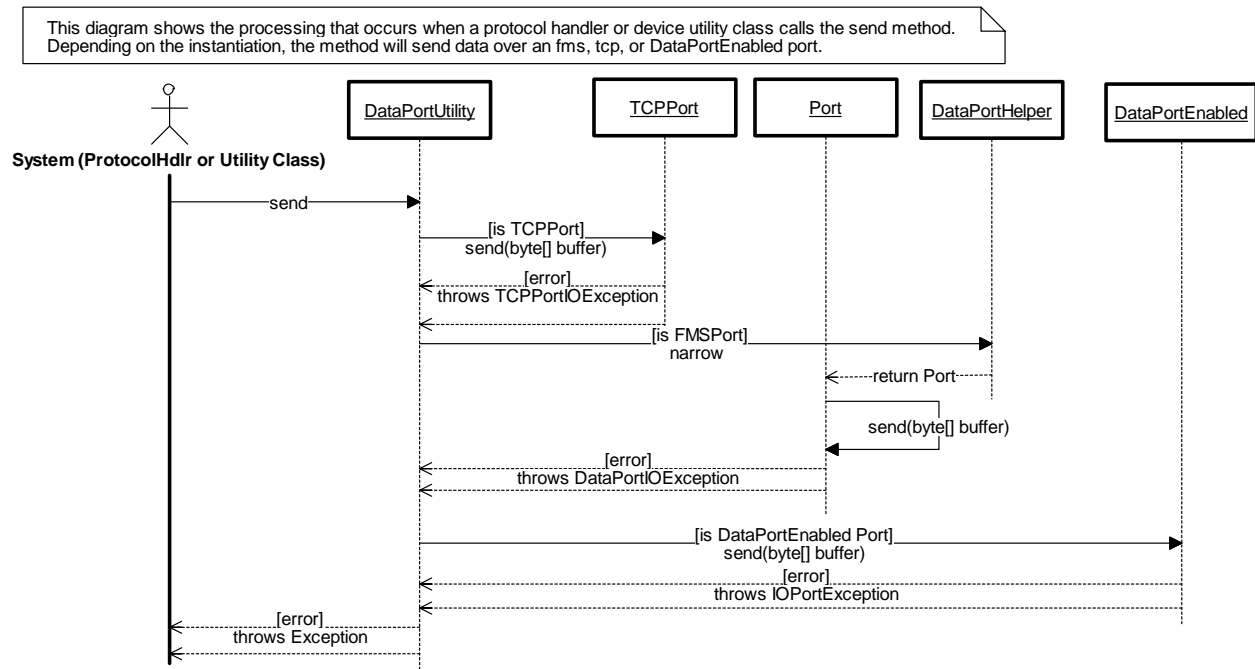 This diagram shows the processing that occurs when a protocol handler or device utility class calls the send method.
Depending on the instantiation, the method will send data over an fms, tcp, or DataPortEnabled port.
DataPortUtility
TCPPort
Port
DataPortHelper
DataPortEnabled
System (ProtocolHdlr or Utility Class)
send
[is TCPPort]
send(byte[] buffer)
[error]
throws TCPPortIOException
[is FMSPort]
narrow
return Port
send(byte[] buffer)
[error]
throws DataPortIOException
[is DataPortEnabled Port]
send(byte[] buffer)
[error]
throws IOPortException
[error]
throws Exception